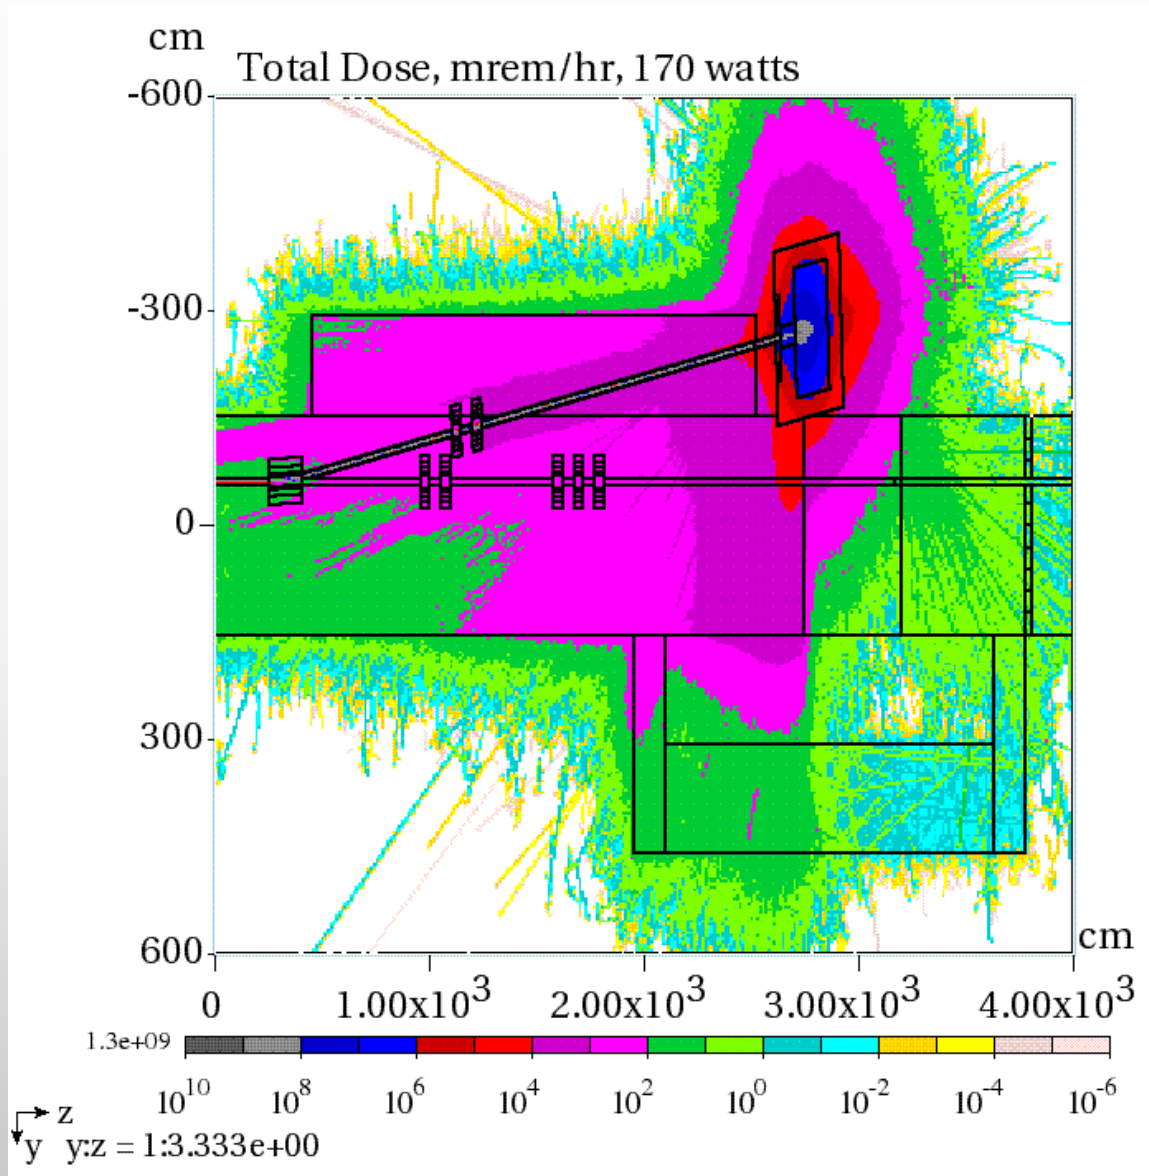 cm
Total Dose, mrem/hr, 170 watts
-600
-300
0
300
600
cm
0 1.00x10³ 2.00x10³ 3.00x10³ 4.00x10³
1.3e+09
10¹⁰ 10⁸ 10⁶ 10⁴ 10² 10⁰ 10⁻² 10⁻⁴ 10⁻⁶
z
y y:z = 1:3.333e+00